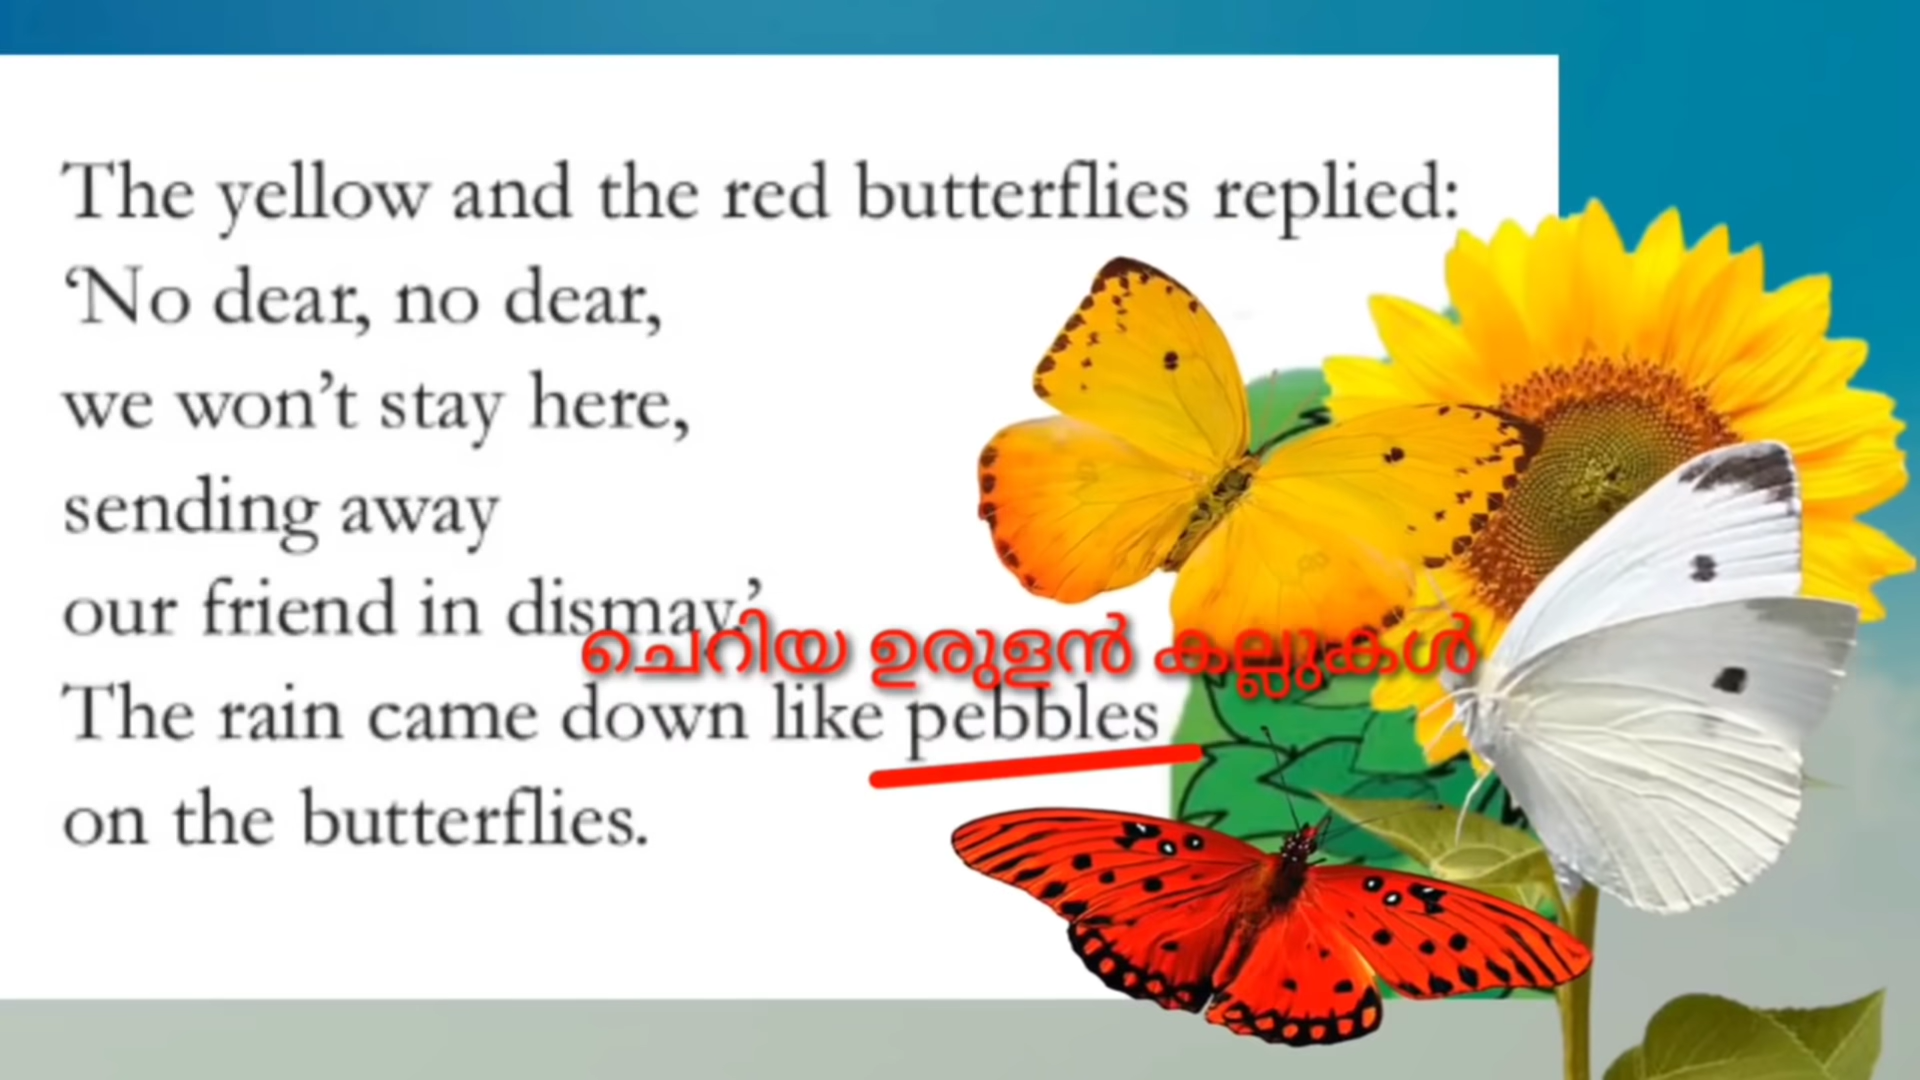 The yellow and the red butterflies replied:
‘No dear, no dear,
we won’t stay here,
sending away
our friend in dismay.’
ചെറിയ ഉരുളൻ കല്ലുകൾ
The rain came down like pebbles
on the butterflies.